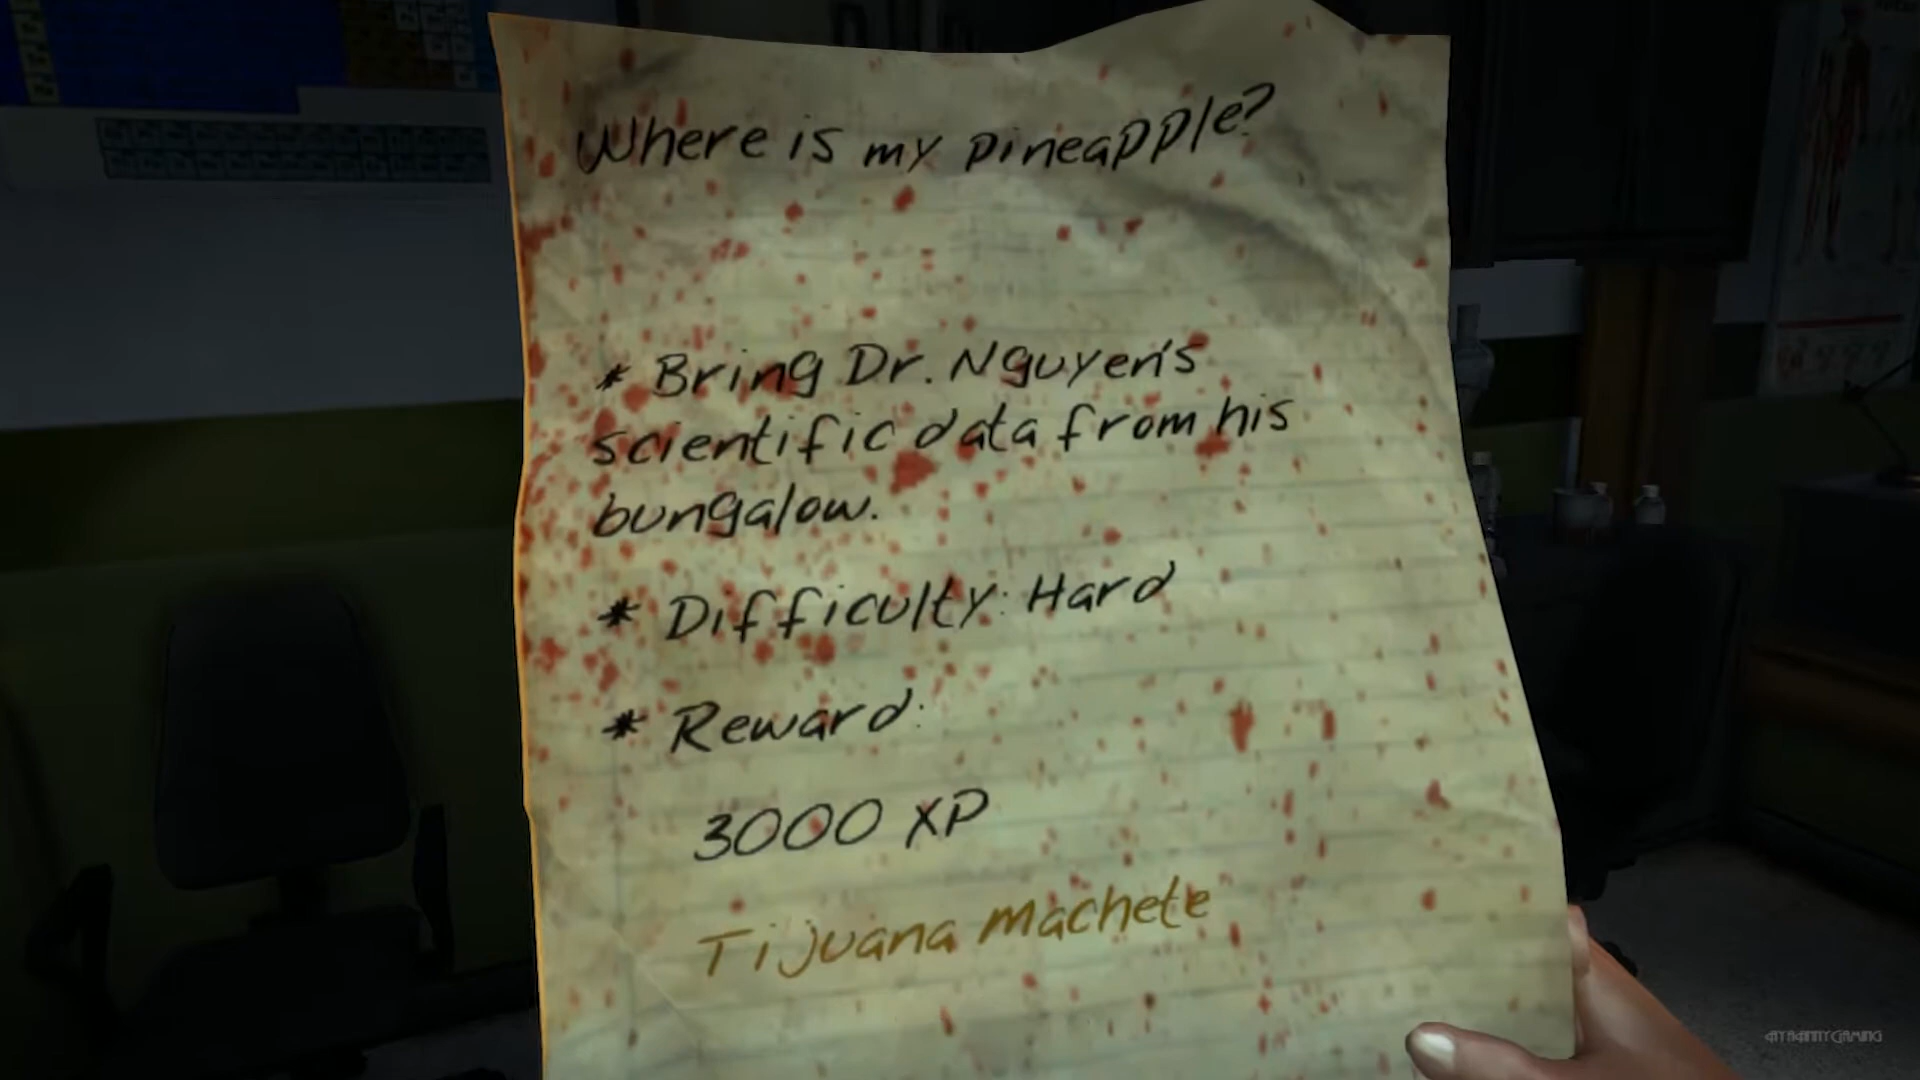 Where is my pineapple?
* Bring Dr. Nguyen's
scientific data from his
bungalow.
* Difficulty: Hard
* Reward:
3000 XP
Tijuana Machete